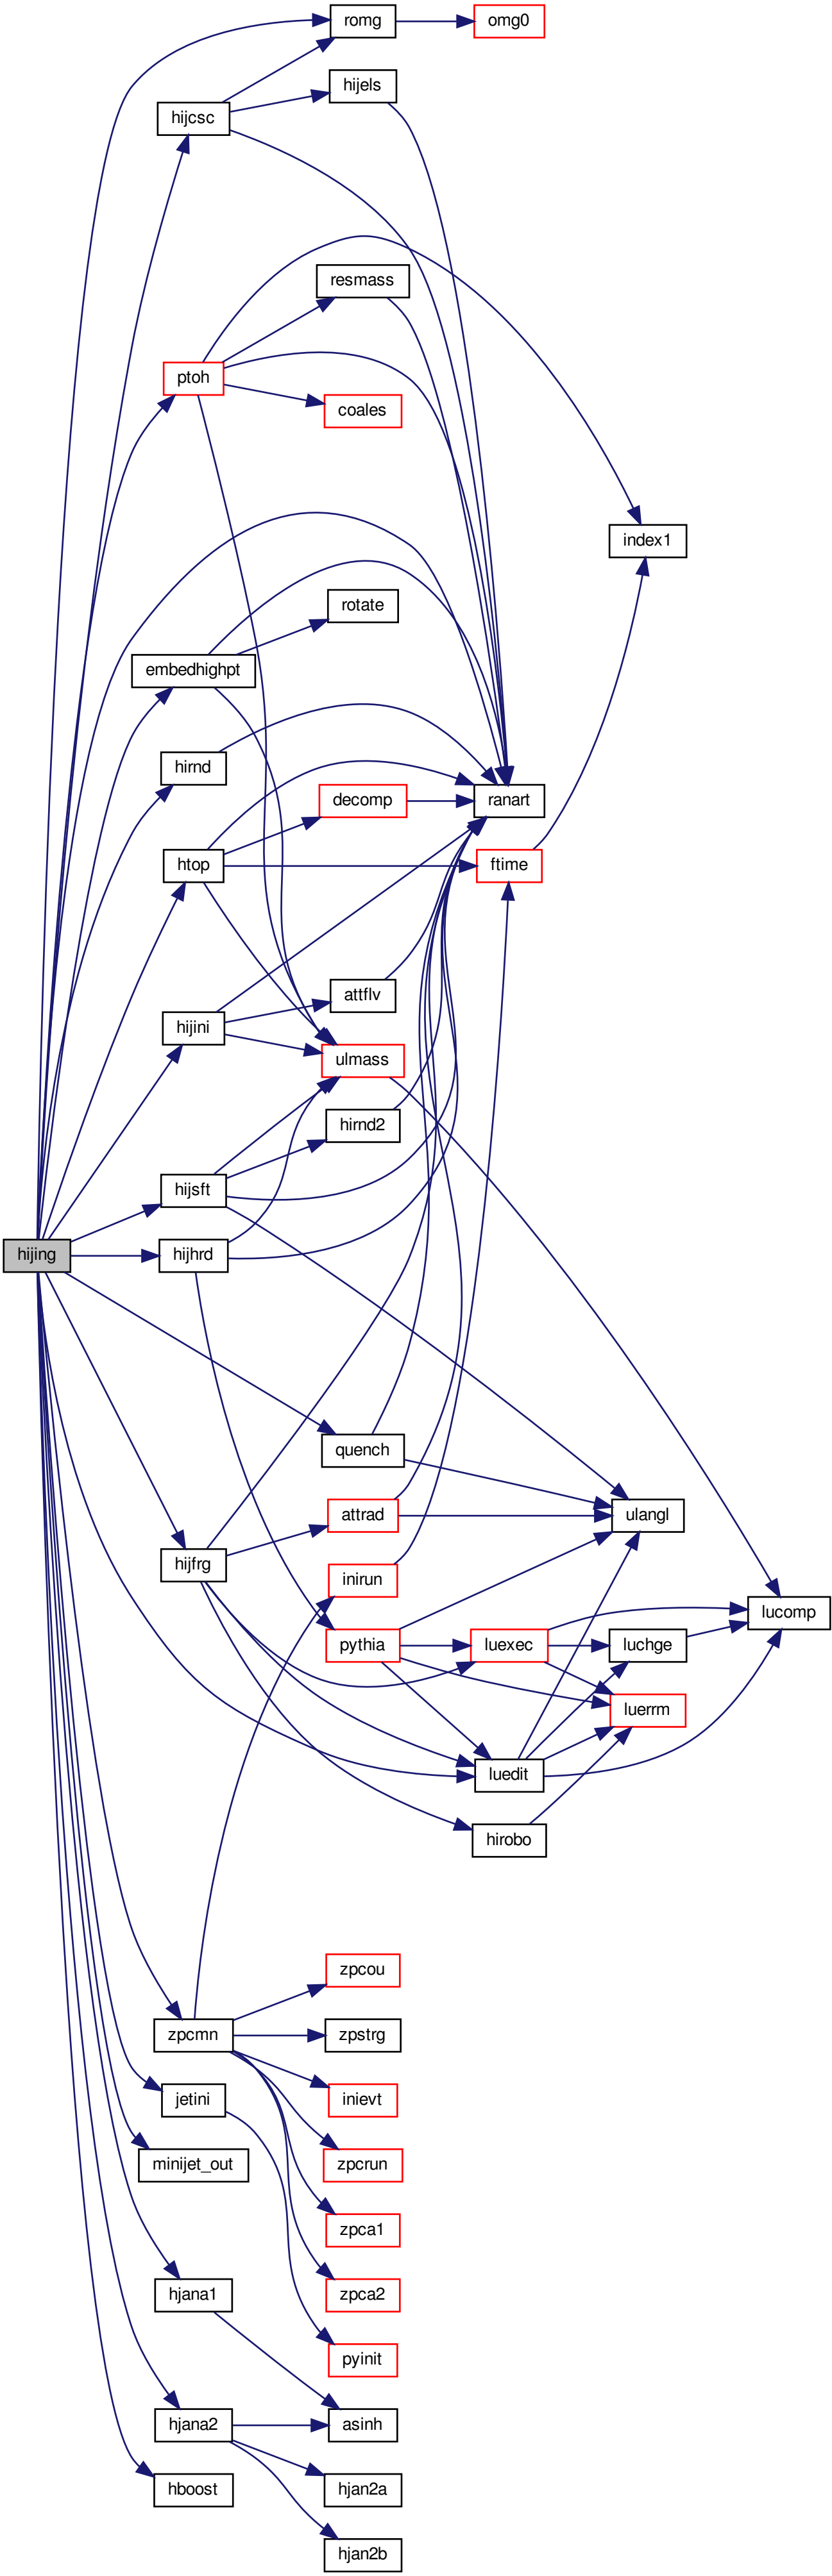 romg
omg0
hijels
hijcsc
resmass
ptoh
coales
index1
rotate
embedhighpt
hirnd
decomp
ranart
htop
ftime
attflv
hijini
ulmass
hirnd2
hijsft
hijing
hijhrd
quench
attrad
ulangl
hijfrg
inirun
lucomp
pythia
luexec
luchge
luerrm
luedit
hirobo
zpcou
zpcmn
zpstrg
jetini
inievt
minijet_out
zpcrun
zpca1
hjana1
zpca2
pyinit
hjana2
asinh
hboost
hjan2a
hjan2b